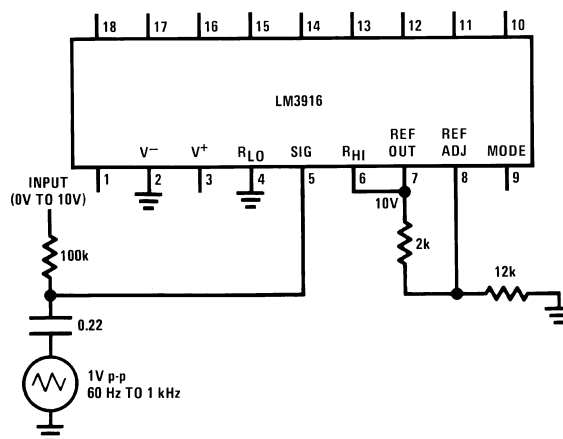 18 17 16 15 14 13 12 11 10
LM3916
V− V+ RLO SIG RHI REF OUT REF ADJ MODE
1 2 3 4 5 6 7 8 9
INPUT
(0V TO 10V)
10V
100k
2k
12k
0.22
1V p-p
60 Hz TO 1 kHz